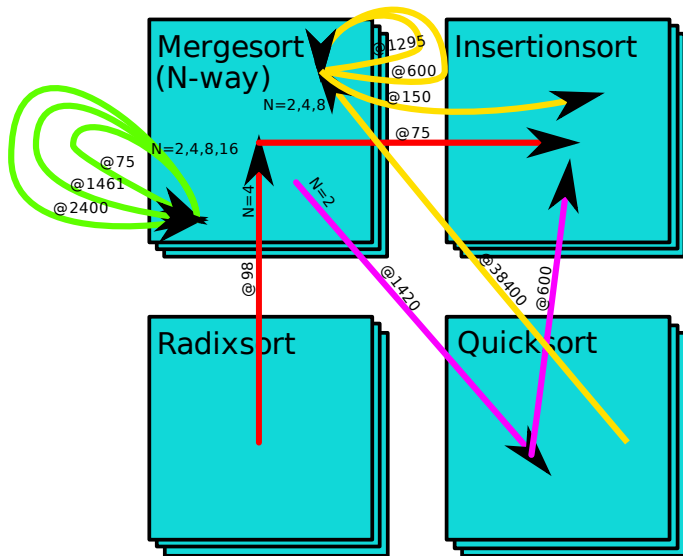 Mergesort
(N-way)
Insertionsort
@1295
@600
@150
N=2,4,8
@75
N=2,4,8,16
@75
@1461
@2400
N=4
N=2
@98
@1420
@38400
@600
Radixsort
Quicksort